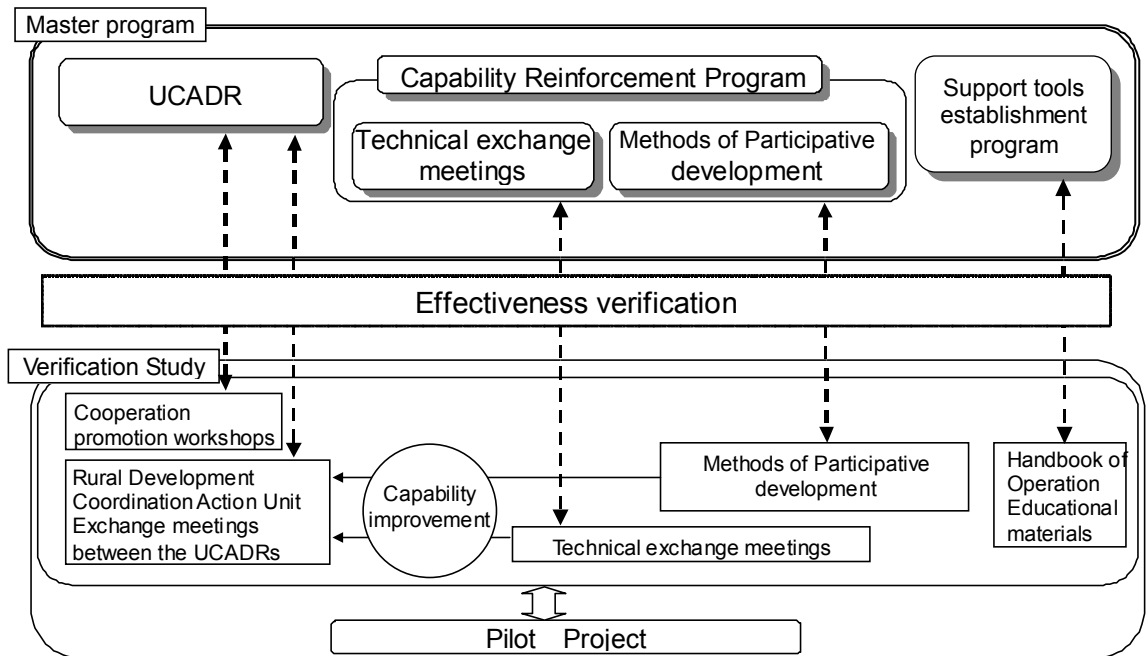 Master program
UCADR
Capability Reinforcement Program
Technical exchange
meetings
Methods of Participative
development
Support tools
establishment
program
Effectiveness verification
Verification Study
Cooperation
promotion workshops
Rural Development
Coordination Action Unit
Exchange meetings
between the UCADRs
Capability
improvement
Methods of Participative
development
Technical exchange meetings
Handbook of
Operation
Educational
materials
Pilot Project